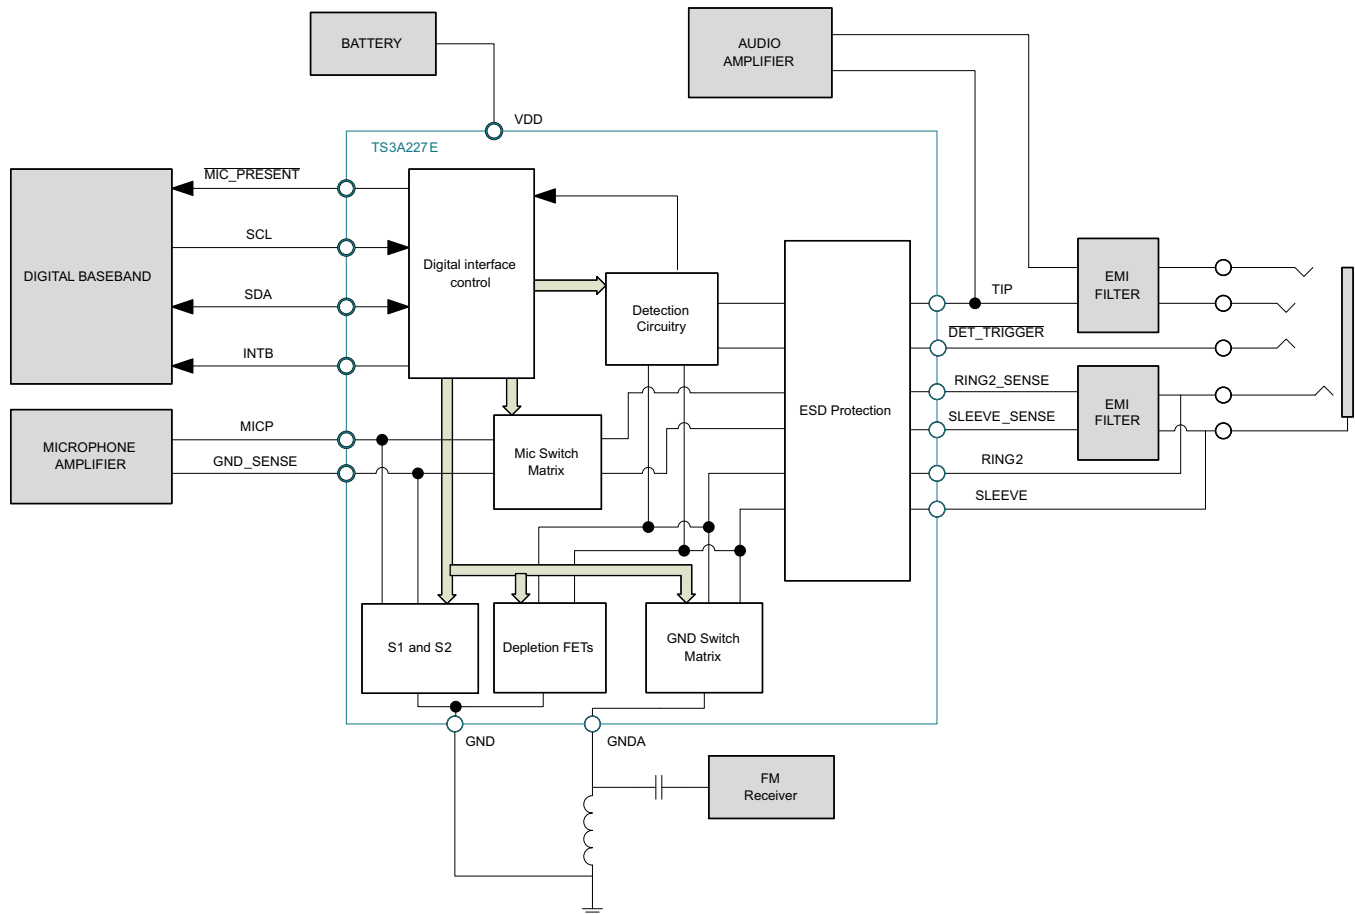 BATTERY
AUDIO
AMPLIFIER
VDD
TS3A227E
MIC_PRESENT
SCL
DIGITAL BASEBAND
SDA
INTB
Digital interface
control
Detection
Circuitry
ESD Protection
TIP
EMI
FILTER
DET_TRIGGER
RING2_SENSE
SLEEVE_SENSE
EMI
FILTER
RING2
SLEEVE
MICROPHONE
AMPLIFIER
MICP
GND_SENSE
Mic Switch
Matrix
S1 and S2
Depletion FETs
GND Switch
Matrix
GND
GNDA
FM
Receiver